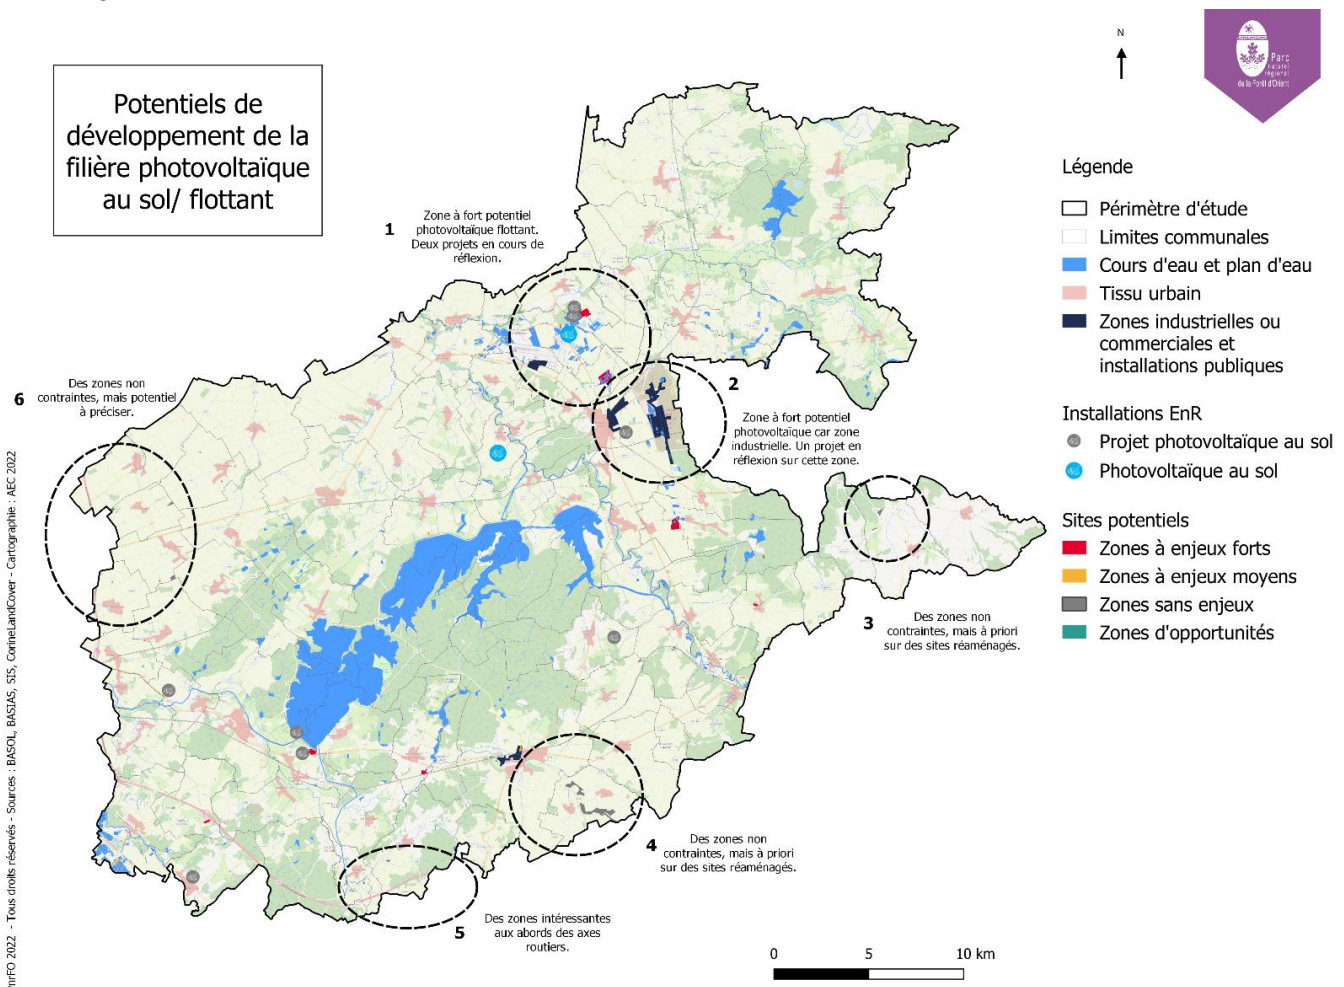 Potentiels de
développement de la
filière photovoltaïque
au sol/ flottant
N
Parc
naturel
régional
de la Forêt d'Orient
1
Zone à fort potentiel
photovoltaïque flottant.
Deux projets en cours de
réflexion.
2
Zone à fort potentiel
photovoltaïque car zone
industrielle. Un projet en
réflexion sur cette zone.
6
Des zones non
contraintes, mais potentiel
à préciser.
3
Des zones non
contraintes, mais à priori
sur des sites réaménagés.
4
Des zones non
contraintes, mais à priori
sur des sites réaménagés.
5
Des zones intéressantes
aux abords des axes
routiers.
Légende
Périmètre d'étude
Limites communales
Cours d'eau et plan d'eau
Tissu urbain
Zones industrielles ou
commerciales et
installations publiques
Installations EnR
Projet photovoltaïque au sol
Photovoltaïque au sol
Sites potentiels
Zones à enjeux forts
Zones à enjeux moyens
Zones sans enjeux
Zones d'opportunités
0 5 10 km
2022 - Tous droits réservés - Sources : BASOL, BASIAS, SIS, CorineLandCover - Cartographie : AEC 2022